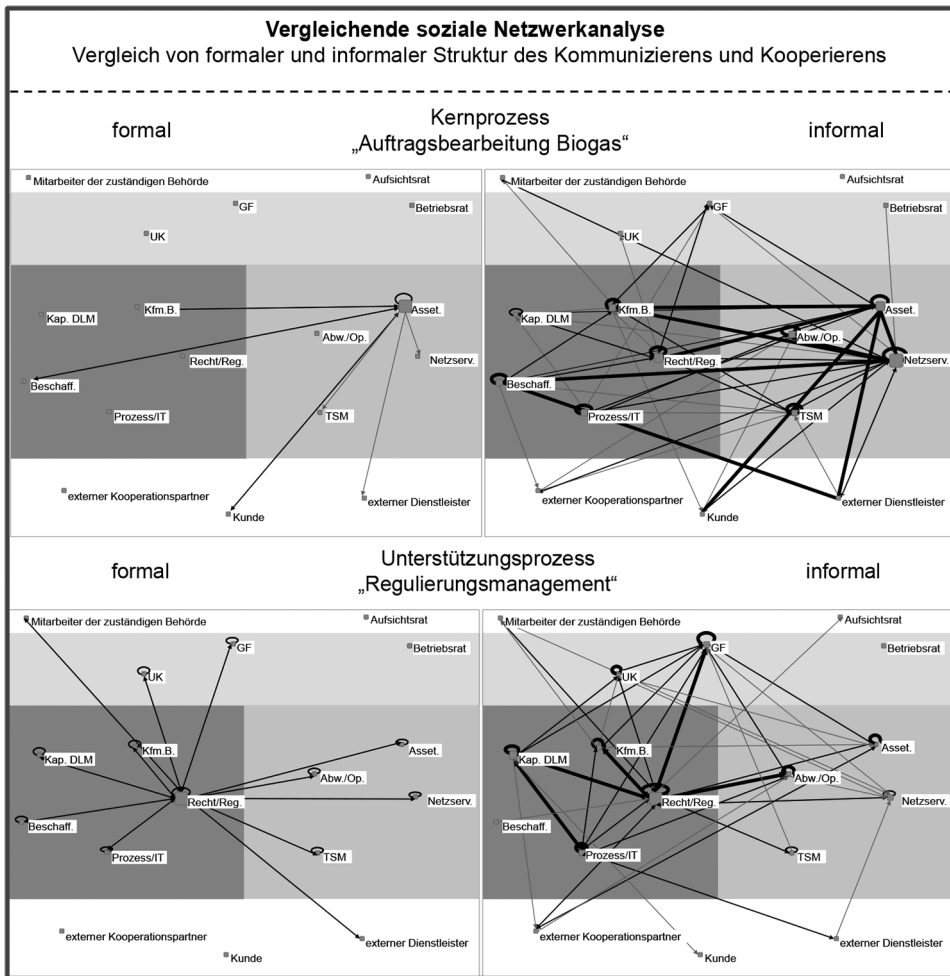 Vergleichende soziale Netzwerkanalyse
Vergleich von formaler und informaler Struktur des Kommunizierens und Kooperierens
formal
Kernprozess
„Auftragsbearbeitung Biogas“
informal
Mitarbeiter der zuständigen Behörde
Aufsichtsrat
GF
Betriebsrat
UK
Kap. DLM
Kfm.B.
Asset.
Abw./Op.
Recht/Reg.
Netzserv.
Beschaff.
Prozess/IT
TSM
externer Kooperationspartner
externer Dienstleister
Kunde
Mitarbeiter der zuständigen Behörde
Aufsichtsrat
GF
Betriebsrat
UK
Kap. DLM
Kfm.B.
Asset.
Abw./Op.
Recht/Reg.
Netzserv.
Beschaff.
Prozess/IT
TSM
externer Kooperationspartner
externer Dienstleister
Kunde
formal
Unterstützungsprozess
„Regulierungsmanagement“
informal
Mitarbeiter der zuständigen Behörde
Aufsichtsrat
GF
Betriebsrat
UK
Kfm.B.
Asset.
Kap. DLM
Abw./Op.
Recht/Reg.
Netzserv.
Beschaff.
Prozess/IT
TSM
externer Kooperationspartner
externer Dienstleister
Kunde
Mitarbeiter der zuständigen Behörde
Aufsichtsrat
GF
Betriebsrat
UK
Kfm.B.
Asset.
Kap. DLM
Abw./Op.
Recht/Reg.
Netzserv.
Beschaff.
Prozess/IT
TSM
externer Kooperationspartner
externer Dienstleister
Kunde